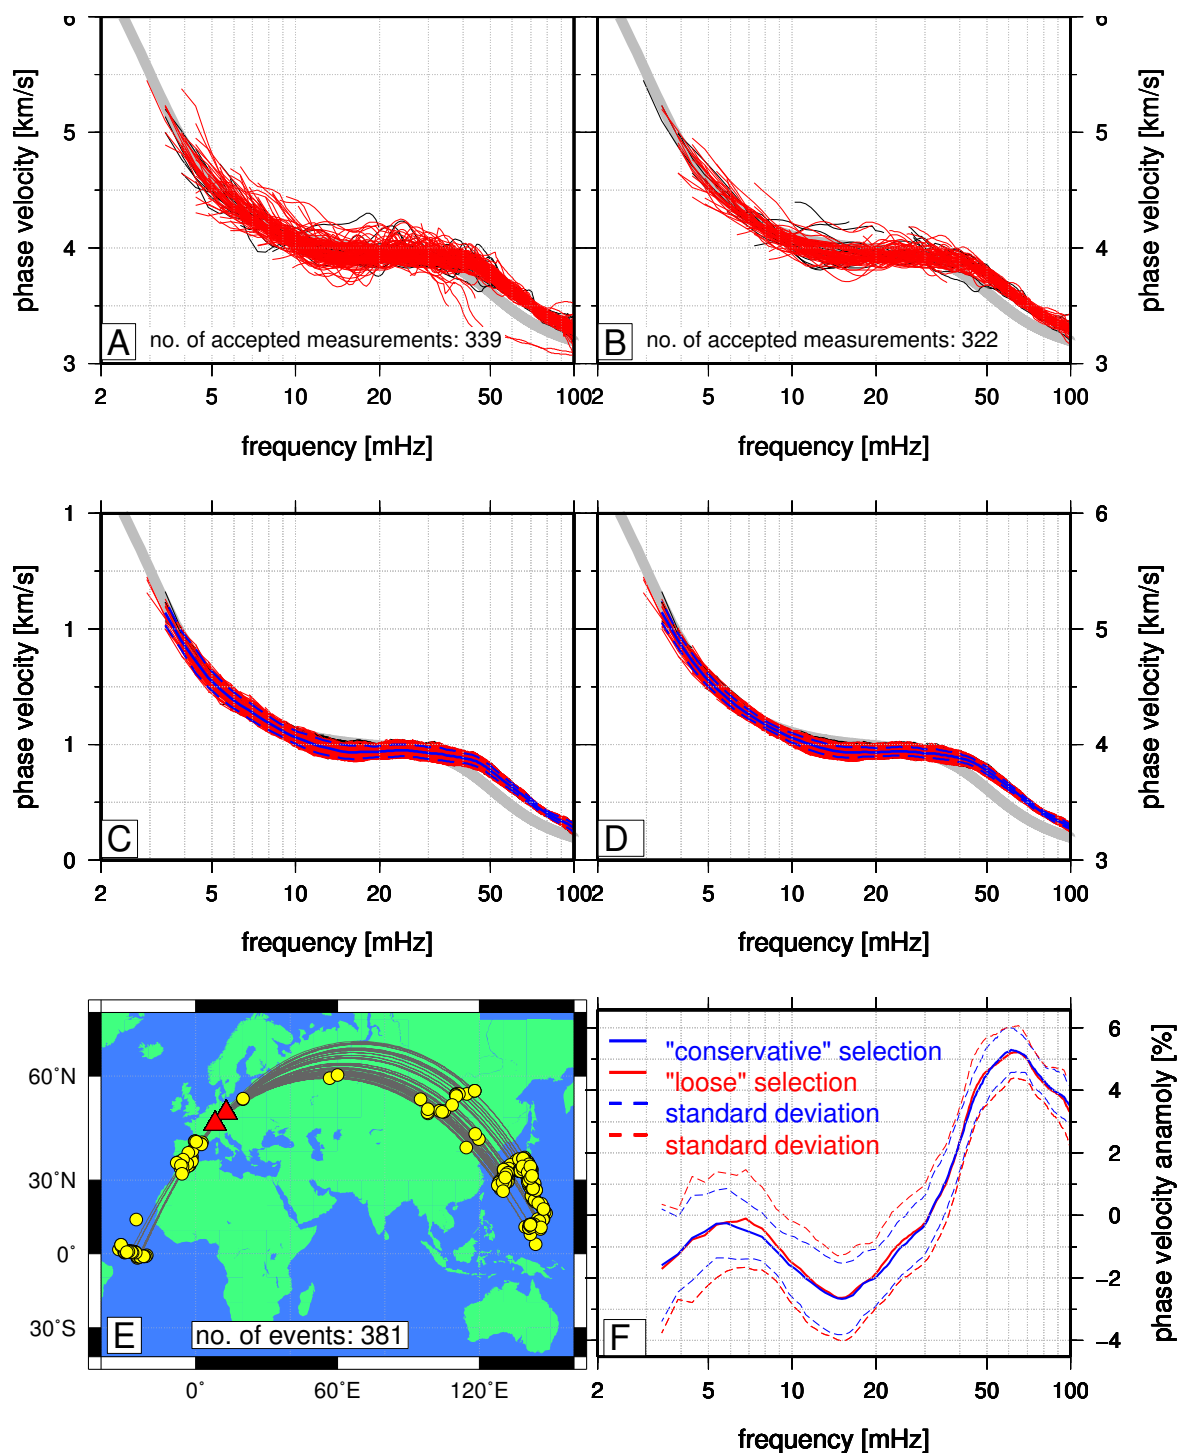 6
5
4
3
phase velocity [km/s]
A
no. of accepted measurements: 339
2
5
10
20
50
100
frequency [mHz]
6
5
4
3
phase velocity [km/s]
B
no. of accepted measurements: 322
2
5
10
20
50
100
frequency [mHz]
1
1
1
0
phase velocity [km/s]
C
2
5
10
20
50
100
frequency [mHz]
6
5
4
3
phase velocity [km/s]
D
2
5
10
20
50
100
frequency [mHz]
60˚N
30˚N
0˚
30˚S
E
no. of events: 381
0˚
60˚E
120˚E
"conservative" selection
"loose" selection
standard deviation
standard deviation
6
4
2
0
−2
−4
phase velocity anamoly [%]
F
2
5
10
20
50
100
frequency [mHz]